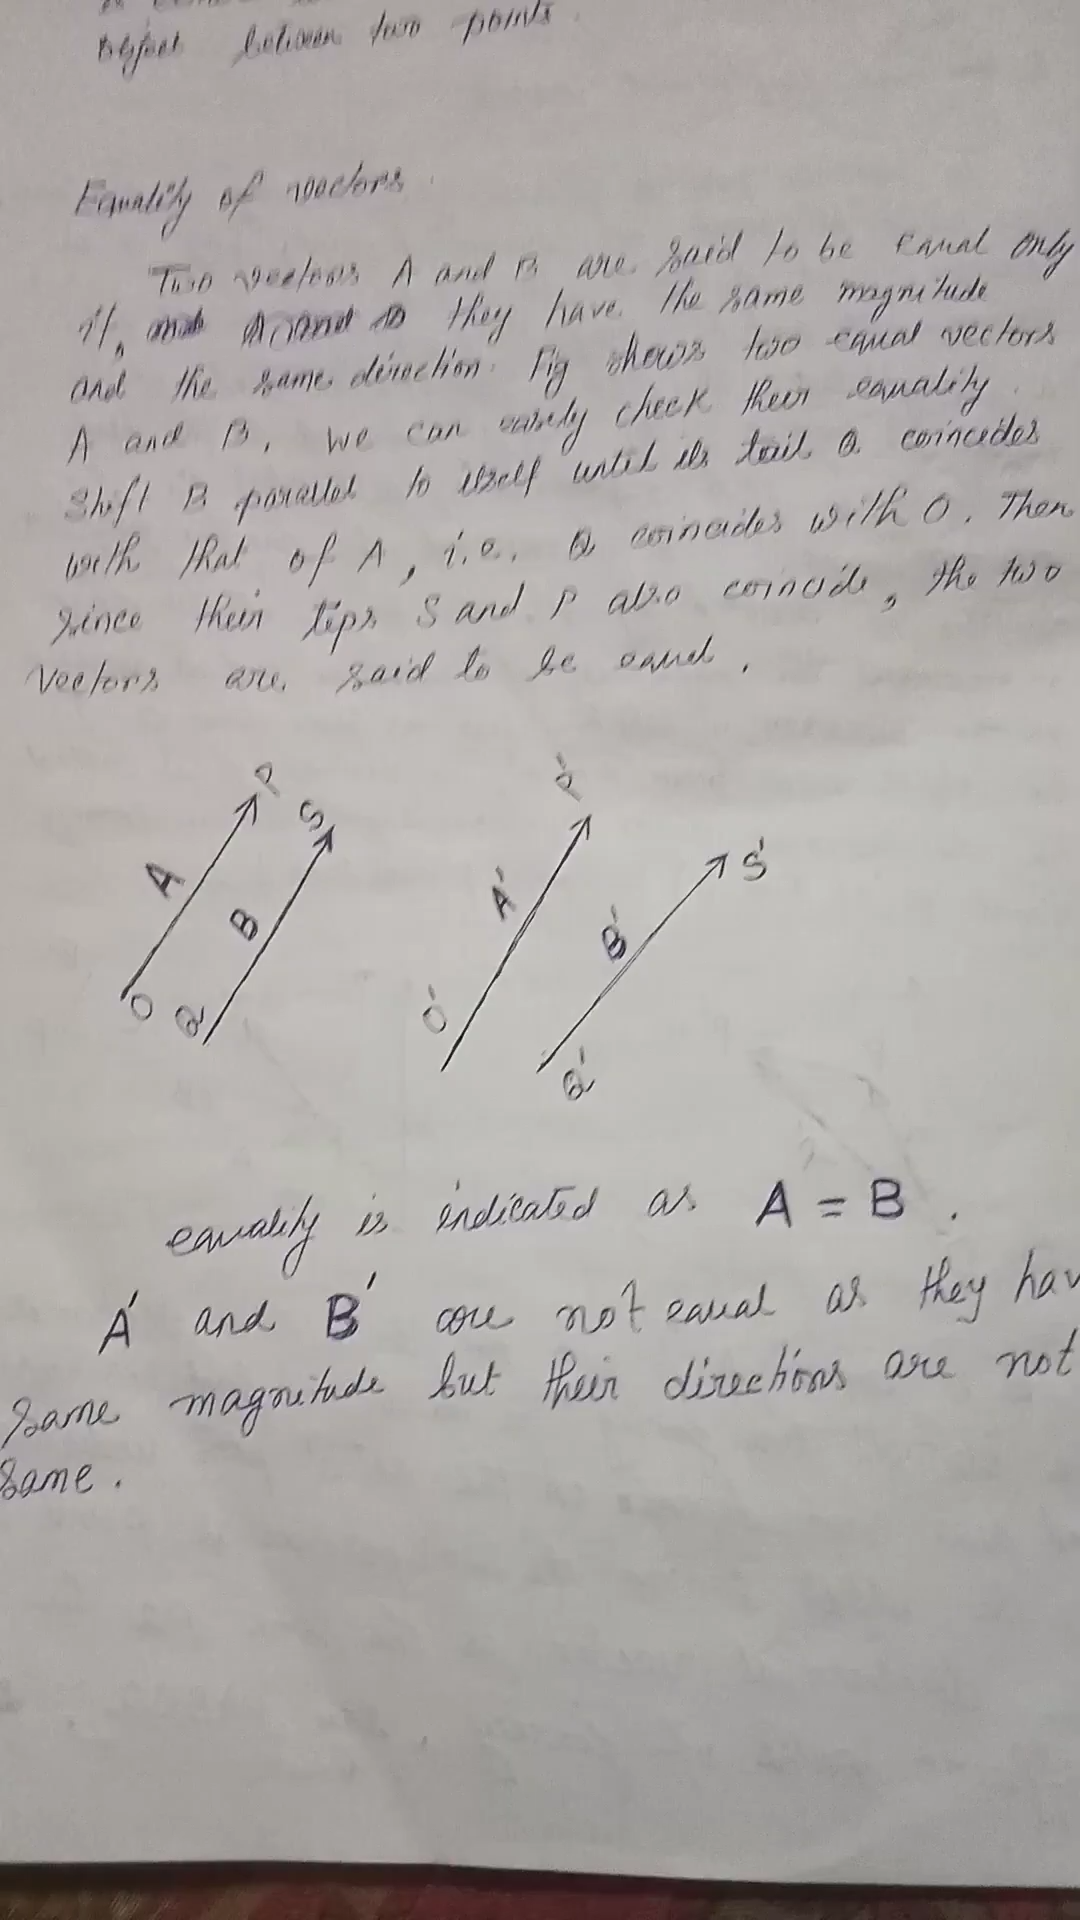 object between two points.
Equality of vectors.
Two vectors A and B are said to be equal only
if, they have the same magnitude
and the same direction. Fig shows two equal vectors
A and B. We can easily check their equality.
Shift B parallel to itself until its tail Q coincides
with that of A, i.e. Q coincides with O. Then
since their tips S and P also coincide, the two
vectors are said to be equal.
P
S
A
B
O
Q
P'
A'
S'
B'
O'
Q'
equality is indicated as A = B.
A' and B' are not equal as they hav
same magnitude but their directions are not
same.